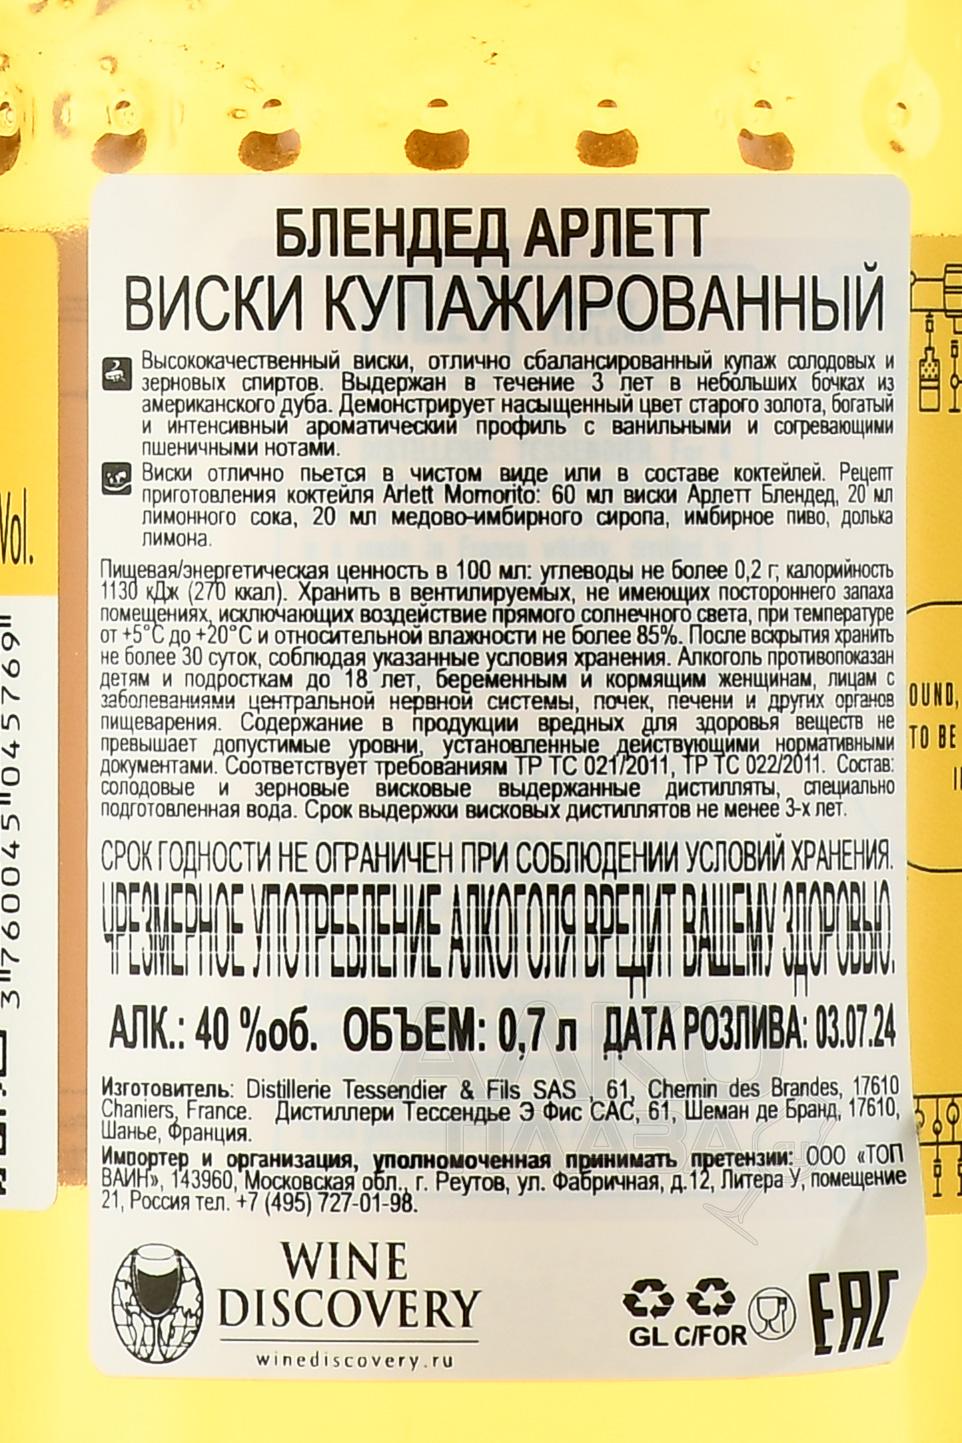 БЛЕНДЕД АРЛЕТТ
ВИСКИ КУПАЖИРОВАННЫЙ
Высококачественный виски, отлично сбалансированный купаж солодовых и
зерновых спиртов. Выдержан в течение 3 лет в небольших бочках из
американского дуба. Демонстрирует насыщенный цвет старого золота, богатый
и интенсивный ароматический профиль с ванильными и согревающими
пшеничными нотами.
Виски отлично пьется в чистом виде или в составе коктейлей. Рецепт
приготовления коктейля Arlett Momorito: 60 мл виски Арлетт Блендед, 20 мл
лимонного сока, 20 мл медово-имбирного сиропа, имбирное пиво, долька
лимона.
Пищевая/энергетическая ценность в 100 мл: углеводы не более 0,2 г, калорийность
1130 кДж (270 ккал). Хранить в вентилируемых, не имеющих постороннего запаха
помещениях, исключающих воздействие прямого солнечного света, при температуре
от +5°С до +20°С и относительной влажности не более 85%. После вскрытия хранить
не более 30 суток, соблюдая указанные условия хранения. Алкоголь противопоказан
детям и подросткам до 18 лет, беременным и кормящим женщинам, лицам с
заболеваниями центральной нервной системы, почек, печени и других органов
пищеварения. Содержание в продукции вредных для здоровья веществ не
превышает допустимые уровни, установленные действующими нормативными
документами. Соответствует требованиям ТР ТС 021/2011, ТР ТС 022/2011. Состав:
солодовые и зерновые висковые выдержанные дистилляты, специально
подготовленная вода. Срок выдержки висковых дистиллятов не менее 3-х лет.
СРОК ГОДНОСТИ НЕ ОГРАНИЧЕН ПРИ СОБЛЮДЕНИИ УСЛОВИЙ ХРАНЕНИЯ.
ЧРЕЗМЕРНОЕ УПОТРЕБЛЕНИЕ АЛКОГОЛЯ ВРЕДИТ ВАШЕМУ ЗДОРОВЬЮ.
АЛК.: 40 %об. ОБЪЕМ: 0,7 л ДАТА РОЗЛИВА: 03.07.24
Изготовитель: Distillerie Tessendier & Fils SAS , 61, Chemin des Brandes, 17610
Chaniers, France. Дистиллери Тессендье Э Фис САС, 61, Шеман де Бранд, 17610,
Шанье, Франция.
Импортер и организация, уполномоченная принимать претензии: ООО «ТОП
ВАЙН», 143960, Московская обл., г. Реутов, ул. Фабричная, д.12, Литера У, помещение
21, Россия тел. +7 (495) 727-01-98.
WINE
DISCOVERY
winediscovery.ru
GL C/FOR
EAC
Vol.
3"760045"045769"
OUND,
TO BE
АЛКО
ПЛАЗА